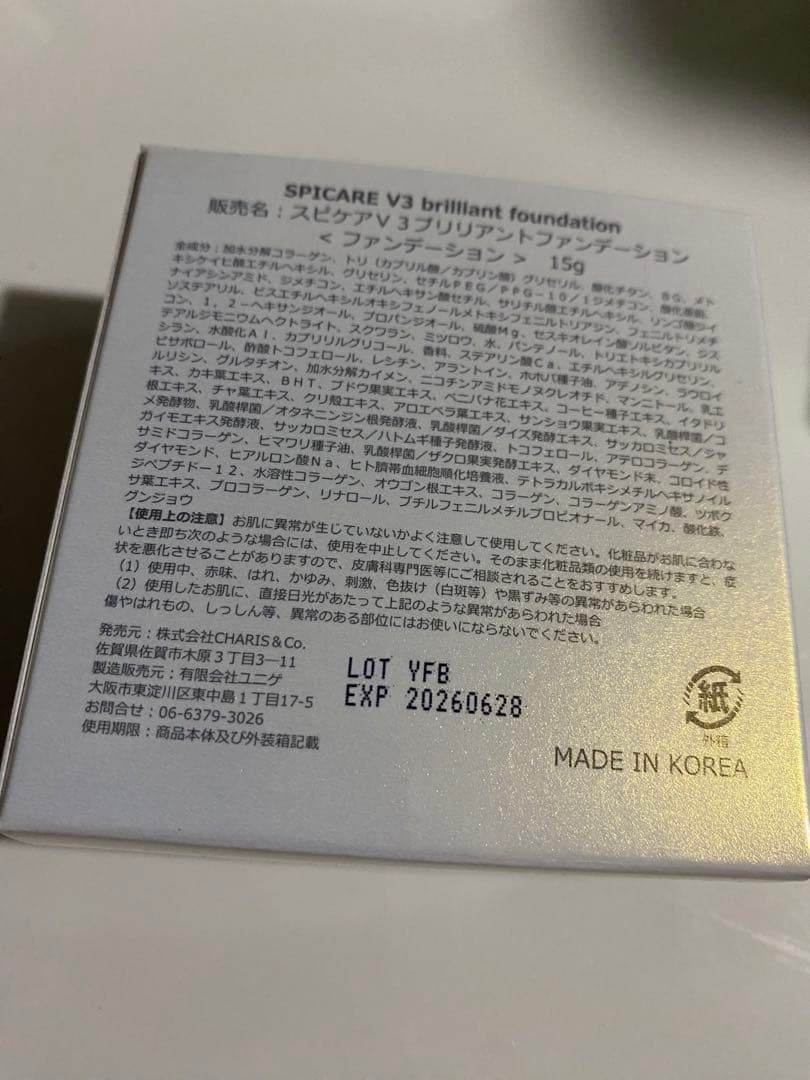 SPICARE V3 brilliant foundation
販売名：スピケアＶ３ブリリアントファンデーション
＜ ファンデーション ＞ 15g
全成分：加水分解コラーゲン、トリ（カプリル酸／カプリン酸）グリセリル、酸化チタン、ＢＧ、メト
キシケイヒ酸エチルヘキシル、グリセリン、セチルＰＥＧ／ＰＰＧ－１０／１ジメチコン、酸化亜鉛、
ナイアシンアミド、ジメチコン、エチルヘキサン酸セチル、サリチル酸エチルヘキシル、リンゴ酸ジイ
ソステアリル、ビスエチルヘキシルオキシフェノールメトキシフェニルトリアジン、フェニルトリメチ
コン、１，２－ヘキサンジオール、プロパンジオール、硫酸Ｍｇ、セスキオレイン酸ソルビタン、ジス
テアルジモニウムヘクトライト、スクワラン、ミツロウ、水、パンテノール、トリエトキシカプリリル
シラン、水酸化Ａｌ、カプリリルグリコール、香料、ステアリン酸Ｃａ、エチルヘキシルグリセリン、
ビサボロール、酢酸トコフェロール、レシチン、アラントイン、ホホバ種子油、アデノシン、ラウロイ
ルリシン、グルタチオン、加水分解カイメン、ニコチンアミドモノヌクレオチド、マンニトール、乳エ
キス、カキ葉エキス、ＢＨＴ、ブドウ果実エキス、ベニバナ花エキス、コーヒー種子エキス、イタドリ
根エキス、チャ葉エキス、クリ殻エキス、アロエベラ葉エキス、サンショウ果実エキス、乳酸桿菌／コ
メ発酵物、乳酸桿菌／オタネニンジン根発酵液、乳酸桿菌／ダイズ発酵エキス、サッカロミセス／ジャ
ガイモエキス発酵液、サッカロミセス／ハトムギ種子発酵液、トコフェロール、アテロコラーゲン、デ
サミドコラーゲン、ヒマワリ種子油、乳酸桿菌／ザクロ果実発酵エキス、ダイヤモンド末、コロイド性
ダイヤモンド、ヒアルロン酸Ｎａ、ヒト臍帯血細胞順化培養液、テトラカルボキシメチルヘキサノイル
ジペプチドー１２、水溶性コラーゲン、オウゴン根エキス、コラーゲン、コラーゲンアミノ酸、ツボク
サ葉エキス、プロコラーゲン、リナロール、ブチルフェニルメチルプロピオナール、マイカ、酸化鉄、
グンジョウ
【使用上の注意】お肌に異常が生じていないかよく注意して使用してください。化粧品がお肌に合わな
いとき即ち次のような場合には、使用を中止してください。そのまま化粧品類の使用を続けますと、症
状を悪化させることがありますので、皮膚科専門医等にご相談されることをおすすめします。
（1）使用中、赤味、はれ、かゆみ、刺激、色抜け（白斑等）や黒ずみ等の異常があらわれた場合
（2）使用したお肌に、直接日光があたって上記のような異常があらわれた場合
傷やはれもの、しっしん等、異常のある部位にはお使いにならないでください。
発売元：株式会社CHARIS＆Co.
佐賀県佐賀市木原３丁目3－11
製造販売元：有限会社ユニゲ
大阪市東淀川区東中島１丁目17-5
お問合せ：06-6379-3026
使用期限：商品本体及び外装箱記載
LOT YFB
EXP 20260628
紙
外箱
MADE IN KOREA